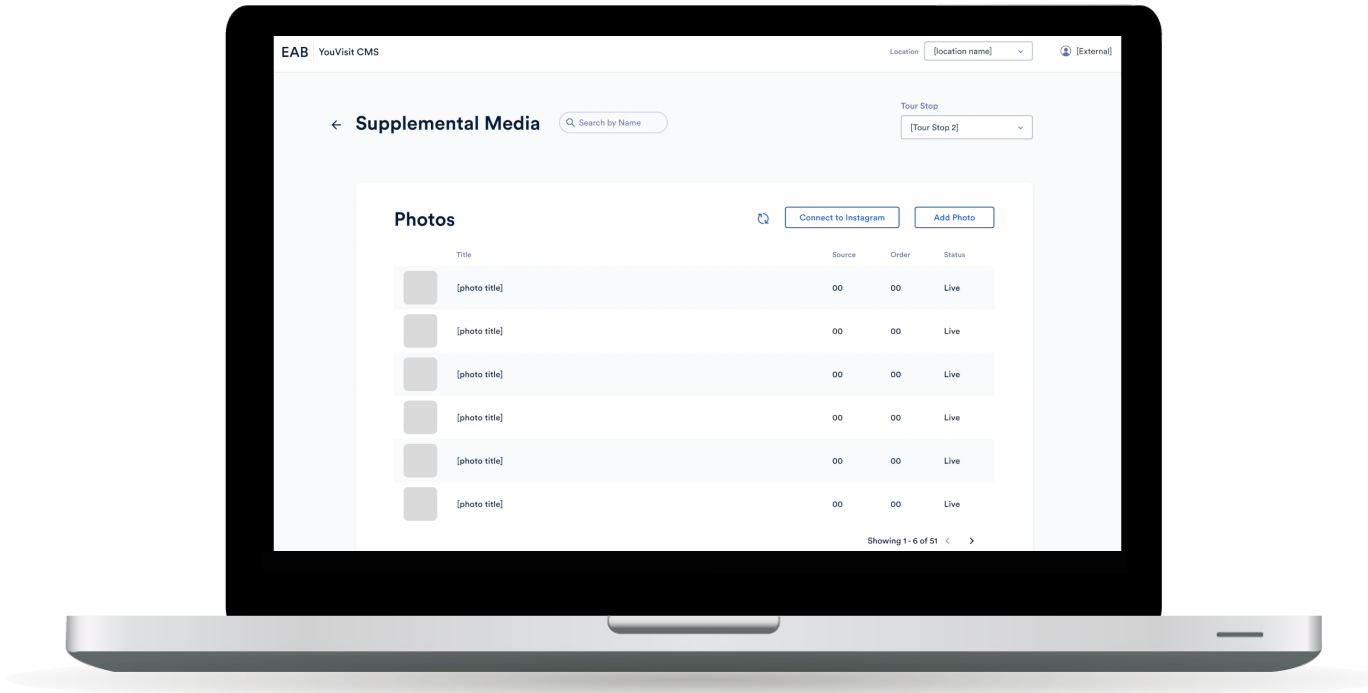 EAB YouVisit CMS Location [location name] [External]
Supplemental Media Search by Name
Tour Stop
[Tour Stop 2]
Photos Connect to Instagram Add Photo
Title Source Order Status
[photo title] 00 00 Live
[photo title] 00 00 Live
[photo title] 00 00 Live
[photo title] 00 00 Live
[photo title] 00 00 Live
[photo title] 00 00 Live
Showing 1 - 6 of 51